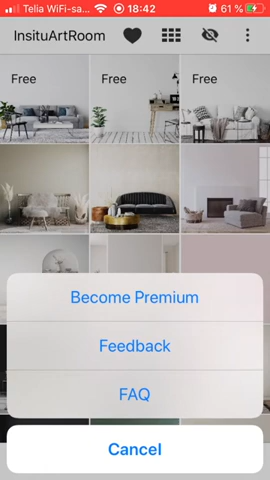 Telia WiFi-sa... 18:42 61 %
InsituArtRoom
Free Free Free
Become Premium
Feedback
FAQ
Cancel